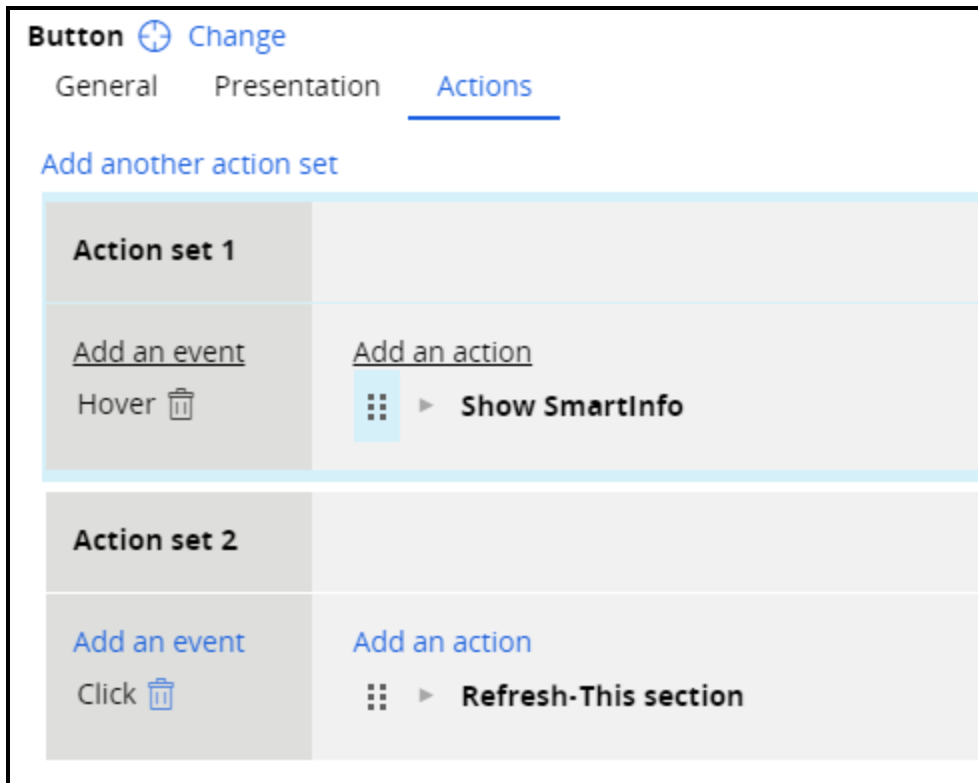 Button Change
General Presentation Actions
Add another action set
Action set 1
Add an event Add an action
Hover Show SmartInfo
Action set 2
Add an event Add an action
Click Refresh-This section